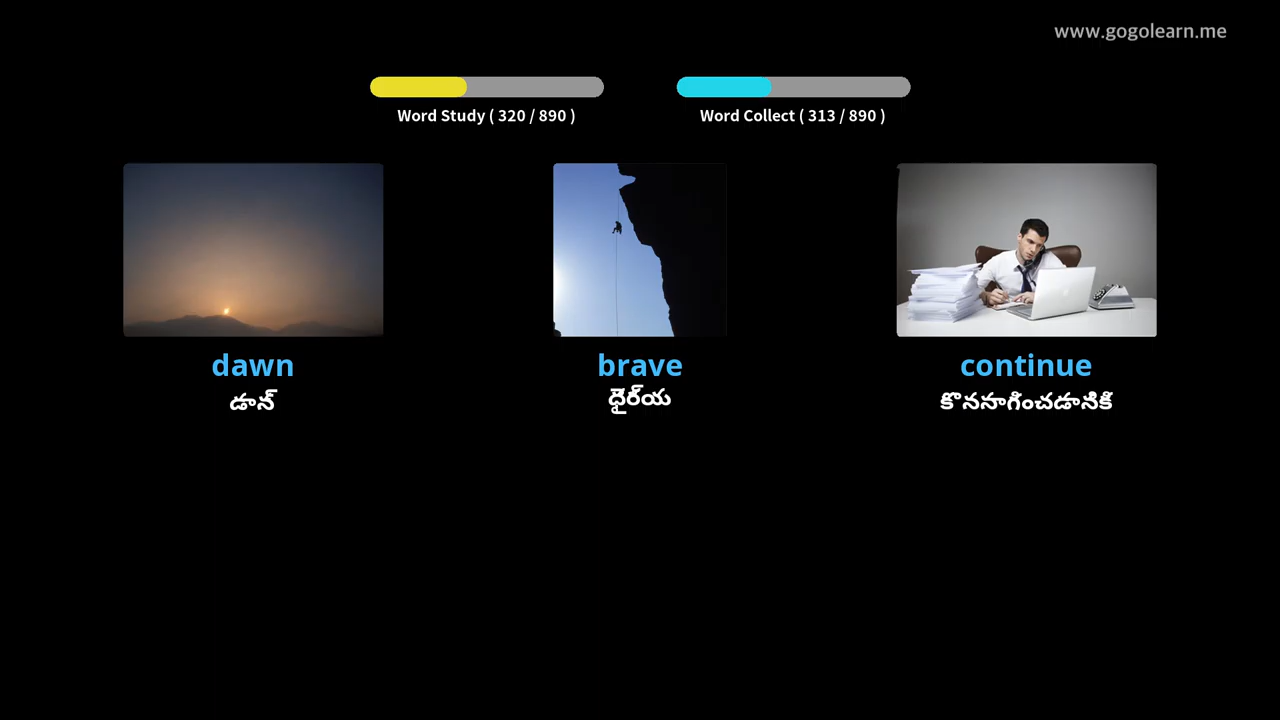 www.gogolearn.me
Word Study ( 320 / 890 )
Word Collect ( 313 / 890 )
dawn
brave
continue
డాన్
ధైర్య
కొనసాగించడానికి